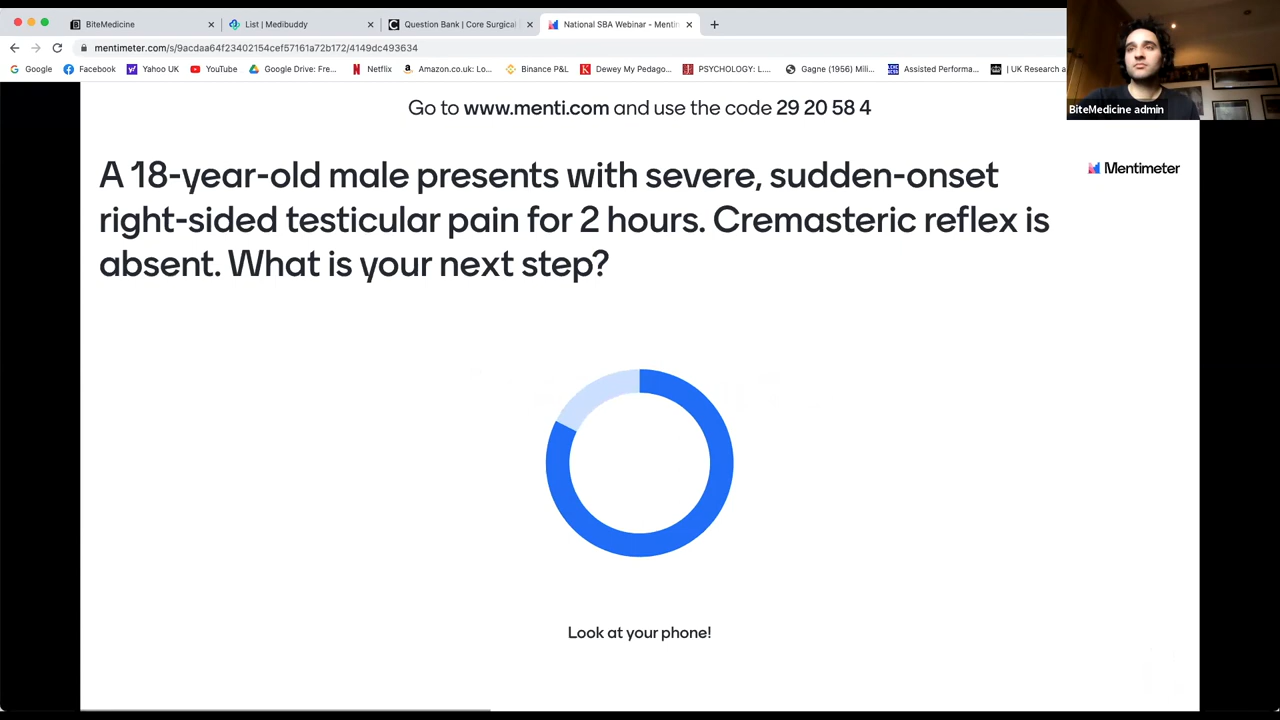 BiteMedicine
List | Medibuddy
Question Bank | Core Surgical
National SBA Webinar - Mentim
mentimeter.com/s/9acdaa64f23402154cef57161a72b172/4149dc493634
Google
Facebook
Yahoo UK
YouTube
Google Drive: Fre...
Netflix
Amazon.co.uk: Lo...
Binance P&L
Dewey My Pedago...
PSYCHOLOGY: L....
Gagne (1956) Mili...
Assisted Performa...
| UK Research a
BiteMedicine admin
Go to www.menti.com and use the code 29 20 58 4
Mentimeter
A 18-year-old male presents with severe, sudden-onset
right-sided testicular pain for 2 hours. Cremasteric reflex is
absent. What is your next step?
Look at your phone!